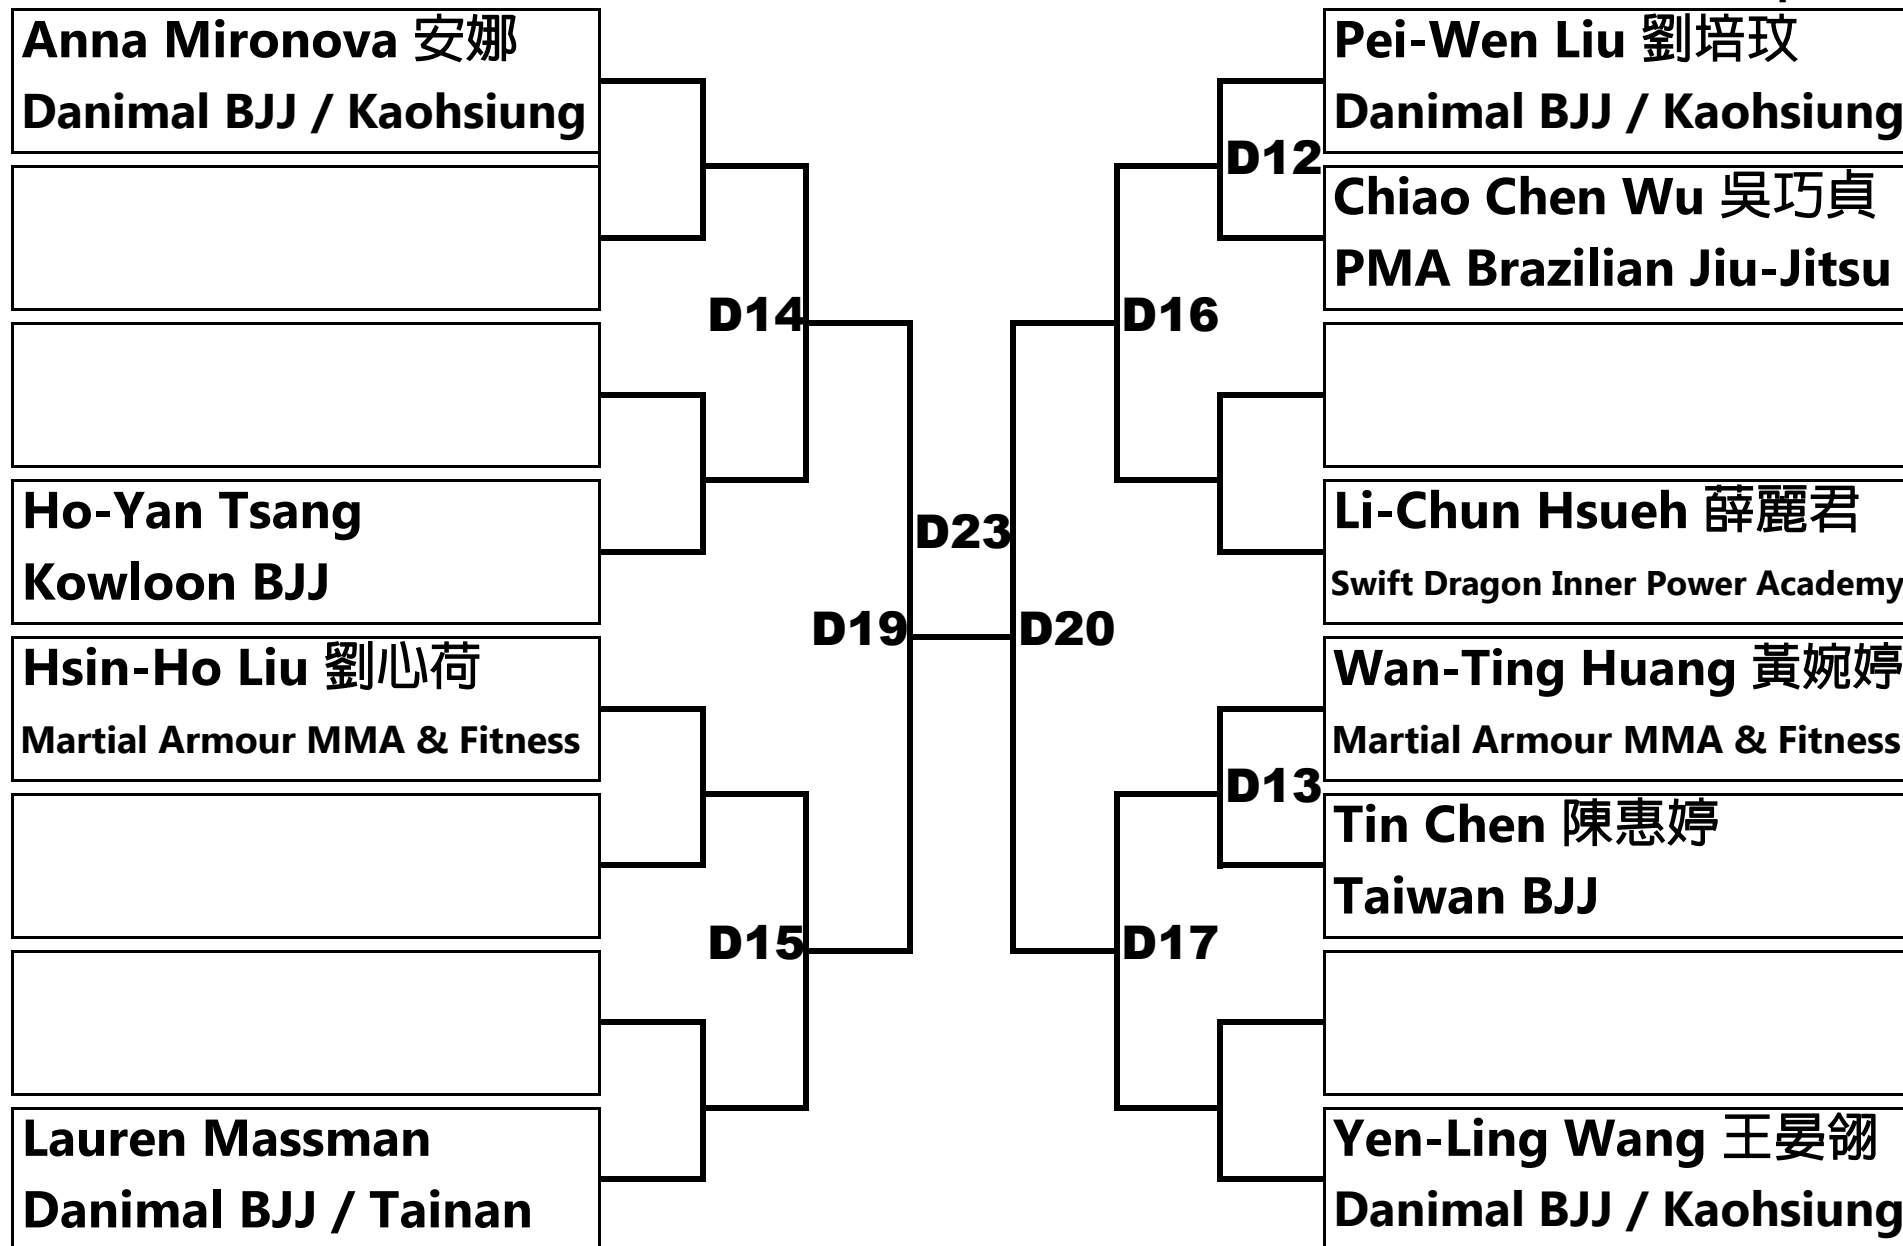 Anna Mironova 安娜
Danimal BJJ / Kaohsiung
Ho-Yan Tsang
Kowloon BJJ
Hsin-Ho Liu 劉心荷
Martial Armour MMA & Fitness
Lauren Massman
Danimal BJJ / Tainan
D14
D15
D19
D23
D20
D16
D17
D12
D13
Pei-Wen Liu 劉培玟
Danimal BJJ / Kaohsiung
Chiao Chen Wu 吳巧貞
PMA Brazilian Jiu-Jitsu
Li-Chun Hsueh 薛麗君
Swift Dragon Inner Power Academy
Wan-Ting Huang 黃婉婷
Martial Armour MMA & Fitness
Tin Chen 陳惠婷
Taiwan BJJ
Yen-Ling Wang 王晏翎
Danimal BJJ / Kaohsiung